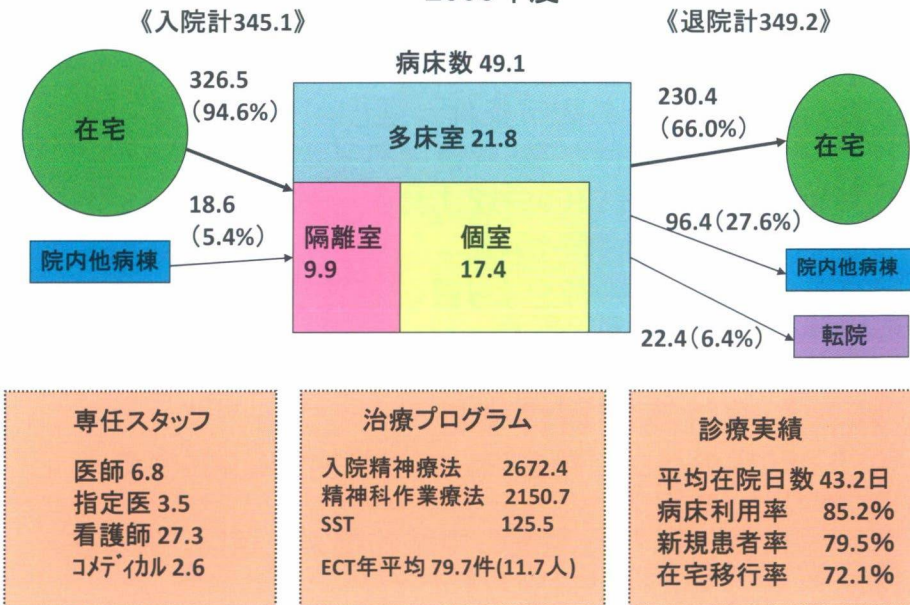 《入院計345.1》
《退院計349.2》
病床数 49.1
326.5
(94.6%)
在宅
多床室 21.8
230.4
(66.0%)
在宅
18.6
(5.4%)
院内他病棟
隔離室
9.9
個室
17.4
96.4(27.6%)
院内他病棟
22.4(6.4%)
転院
専任スタッフ
医師 6.8
指定医 3.5
看護師 27.3
コメディカル 2.6
治療プログラム
入院精神療法 2672.4
精神科作業療法 2150.7
SST 125.5
ECT年平均 79.7件(11.7人)
診療実績
平均在院日数 43.2日
病床利用率 85.2%
新規患者率 79.5%
在宅移行率 72.1%